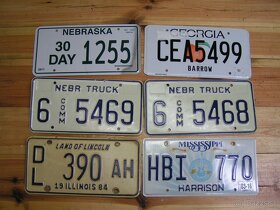 NEBRASKA
30 DAY 1255
GEORGIA
CEA5499
BARROW
NEBR TRUCK
6 COMM 5469
NEBR TRUCK
6 COMM 5468
LAND OF LINCOLN
DL 390 AH
19 ILLINOIS 84
MISSISSIPPI
HBI 770
HARRISON